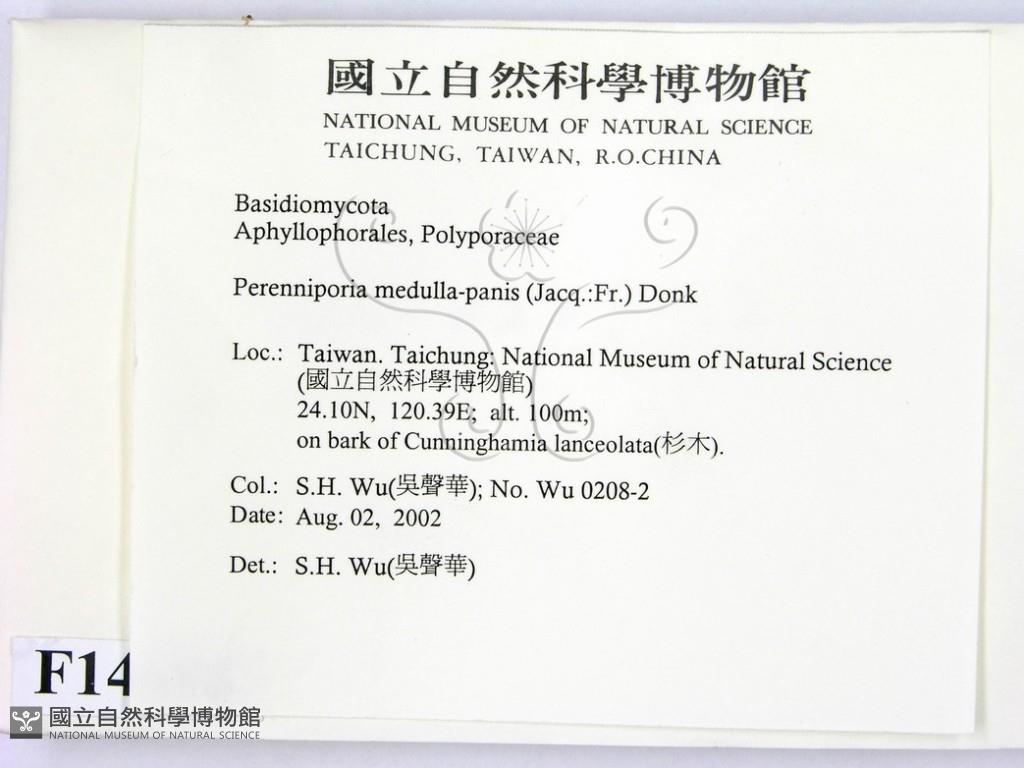 國立自然科學博物館
NATIONAL MUSEUM OF NATURAL SCIENCE
TAICHUNG, TAIWAN, R.O.CHINA
Basidiomycota
Aphyllophorales, Polyporaceae
Perenniporia medulla-panis (Jacq.:Fr.) Donk
Loc.: Taiwan. Taichung: National Museum of Natural Science
(國立自然科學博物館)
24.10N, 120.39E; alt. 100m;
on bark of Cunninghamia lanceolata(杉木).
Col.: S.H. Wu(吳聲華); No. Wu 0208-2
Date: Aug. 02, 2002
Det.: S.H. Wu(吳聲華)
F14
國立自然科學博物館
NATIONAL MUSEUM OF NATURAL SCIENCE